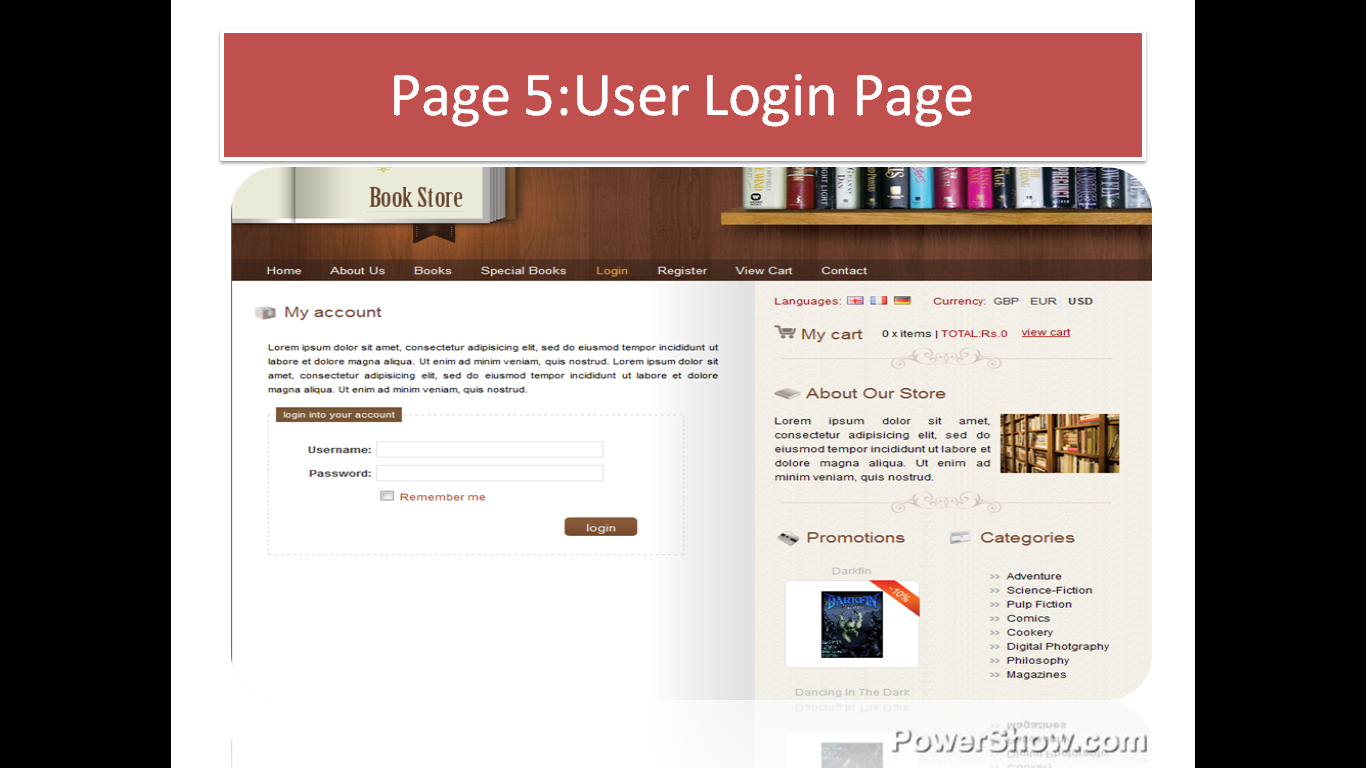 Page 5:User Login Page
Book Store
Home About Us Books Special Books Login Register View Cart Contact
My account
Lorem ipsum dolor sit amet, consectetur adipisicing elit, sed do eiusmod tempor incididunt ut
labore et dolore magna aliqua. Ut enim ad minim veniam, quis nostrud. Lorem ipsum dolor sit
amet, consectetur adipisicing elit, sed do eiusmod tempor incididunt ut labore et dolore
magna aliqua. Ut enim ad minim veniam, quis nostrud.
login into your account
Username:
Password:
Remember me
login
Languages: Currency: GBP EUR USD
My cart 0 x items | TOTAL:Rs.0 view cart
About Our Store
Lorem ipsum dolor sit amet,
consectetur adipisicing elit, sed do
eiusmod tempor incididunt ut labore et
dolore magna aliqua. Ut enim ad
minim veniam, quis nostrud.
Promotions
Darkfin
-10%
DARKFIN
Dancing In The Dark
Categories
>> Adventure
>> Science-Fiction
>> Pulp Fiction
>> Comics
>> Cookery
>> Digital Photgraphy
>> Philosophy
>> Magazines
PowerShow.com